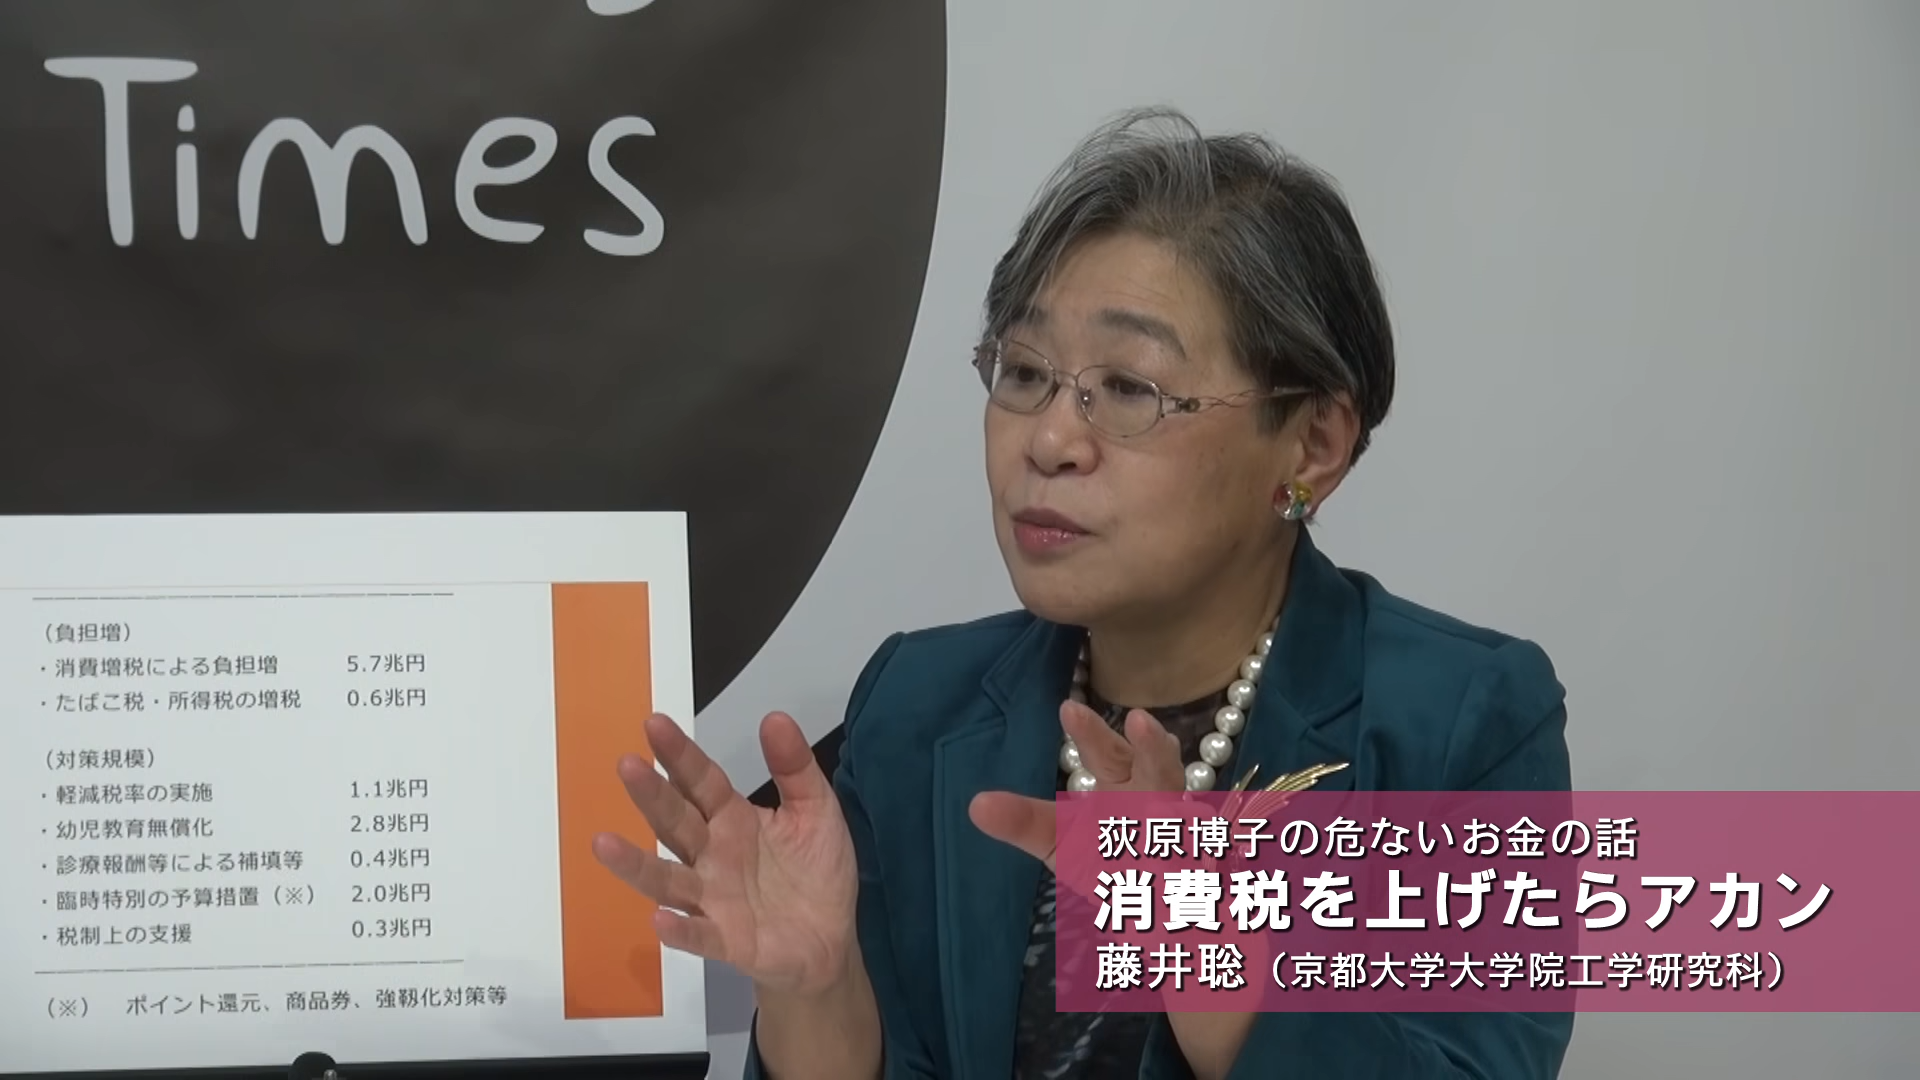 Times
（負担増）
・消費増税による負担増 5.7兆円
・たばこ税・所得税の増税 0.6兆円
（対策規模）
・軽減税率の実施 1.1兆円
・幼児教育無償化 2.8兆円
・診療報酬等による補填等 0.4兆円
・臨時特別の予算措置（※） 2.0兆円
・税制上の支援 0.3兆円
（※） ポイント還元、商品券、強靱化対策等
荻原博子の危ないお金の話
消費税を上げたらアカン
藤井聡（京都大学大学院工学研究科）